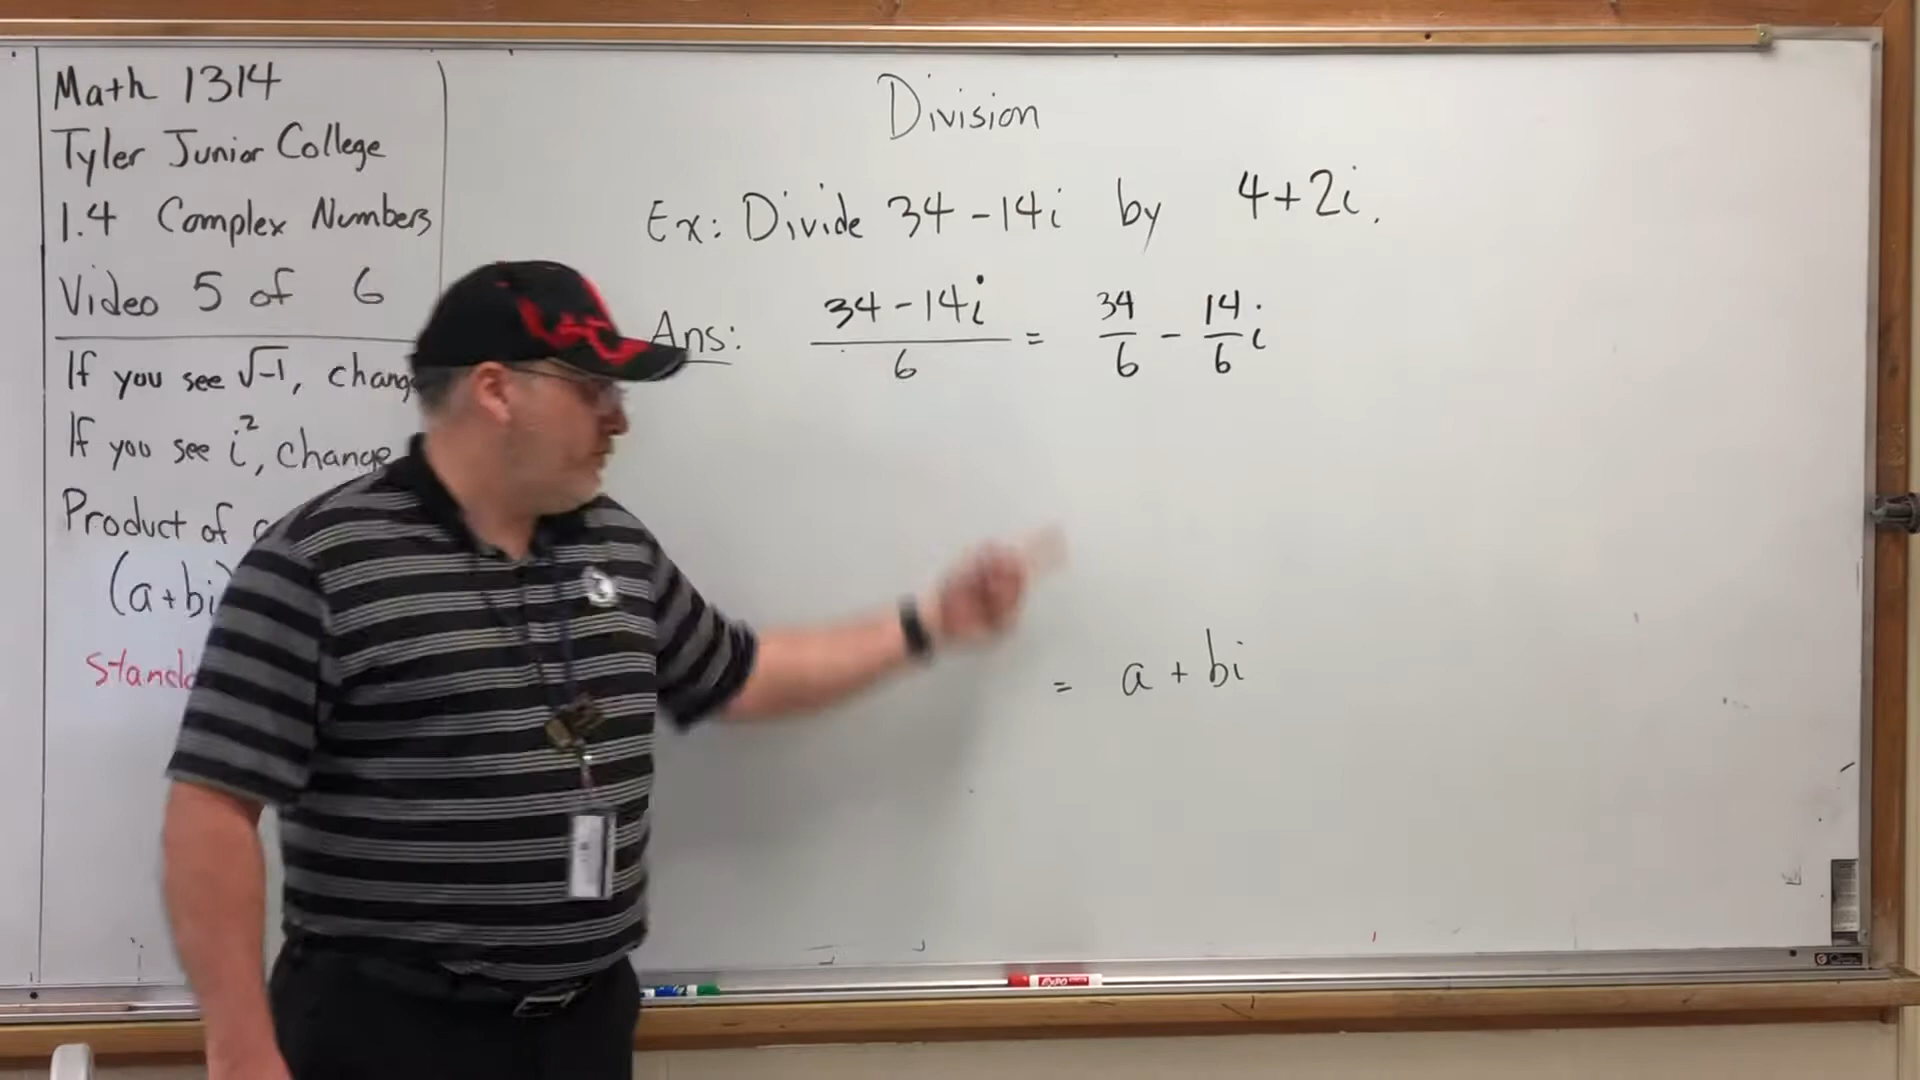 Math 1314
Tyler Junior College
1.4 Complex Numbers
Video 5 of 6
If you see √-1, change
If you see i², change
Product of
(a+bi)
Division
Ex: Divide 34-14i by 4+2i.
Ans: (34-14i)/6 = 34/6 - 14/6 i
= a + bi
EXPO